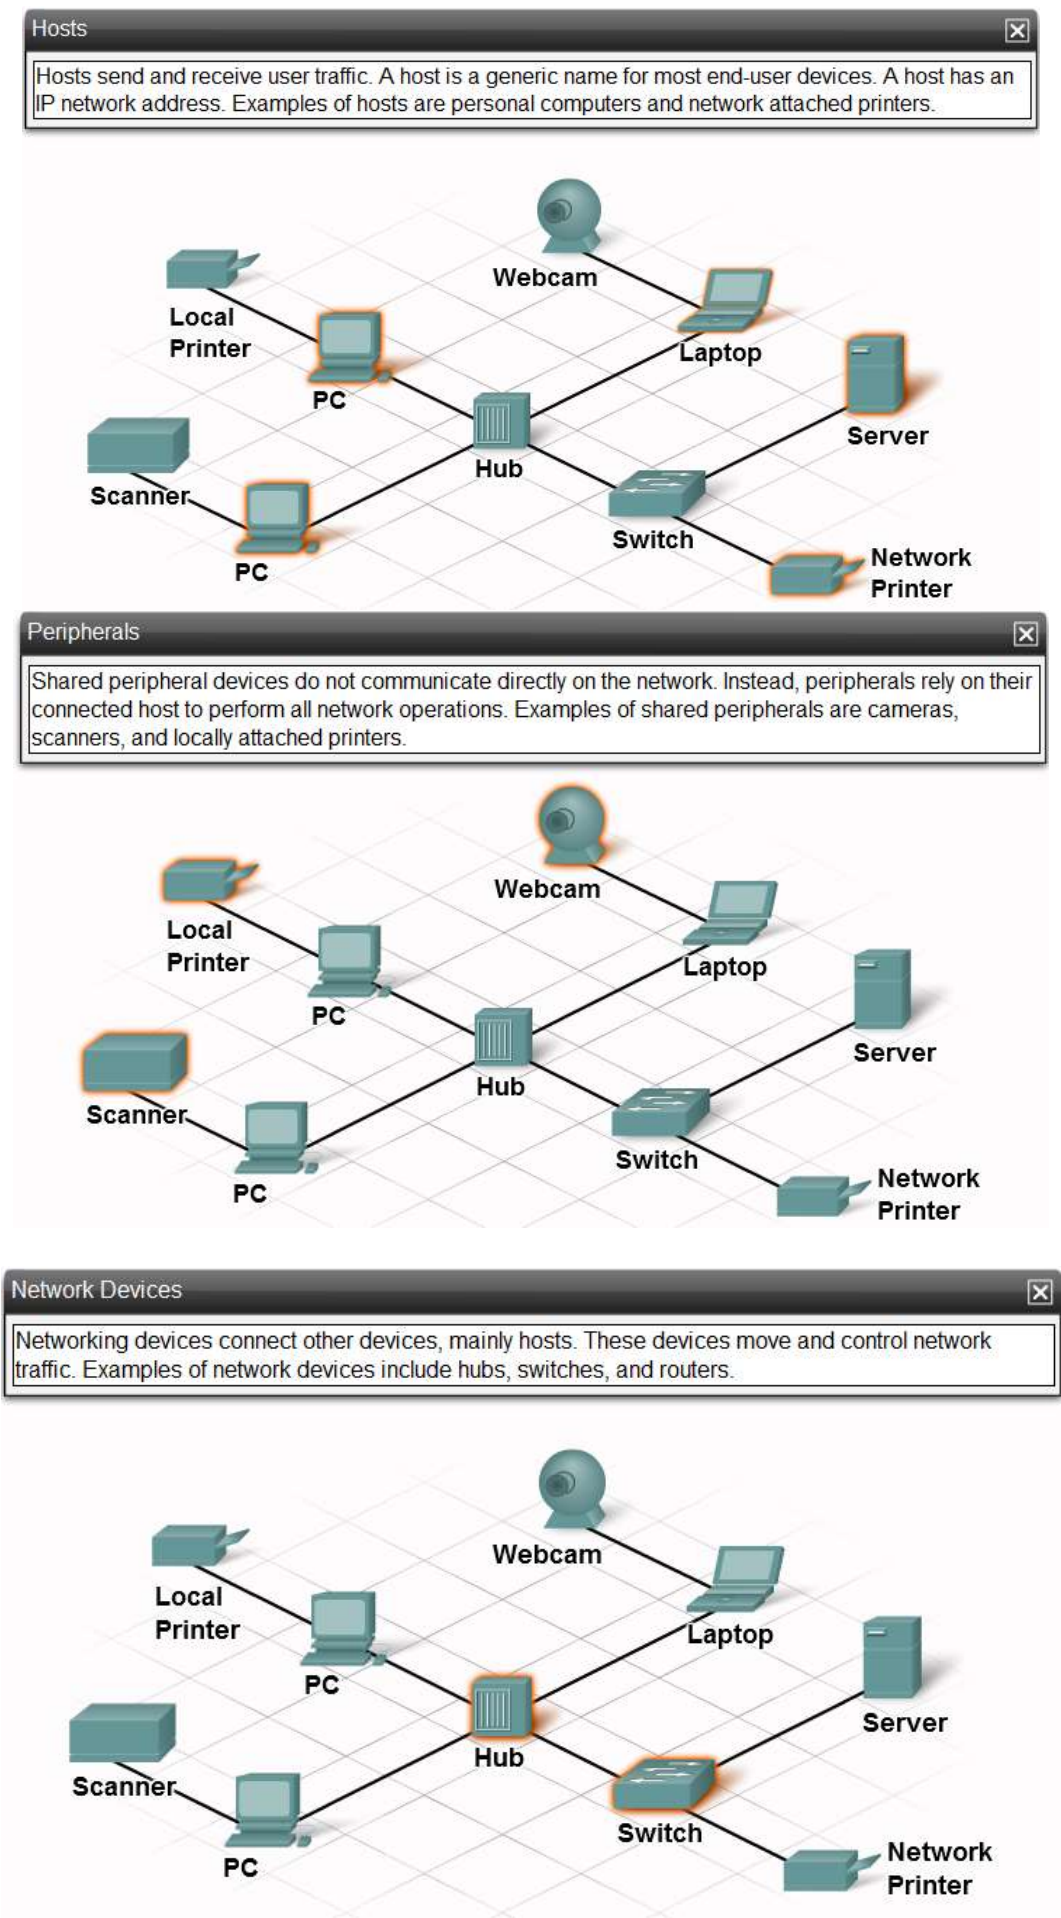 Hosts
Hosts send and receive user traffic. A host is a generic name for most end-user devices. A host has an
IP network address. Examples of hosts are personal computers and network attached printers.
Webcam
Local
Printer
Laptop
PC
Server
Hub
Scanner
Switch
Network
Printer
PC
Peripherals
Shared peripheral devices do not communicate directly on the network. Instead, peripherals rely on their
connected host to perform all network operations. Examples of shared peripherals are cameras,
scanners, and locally attached printers.
Webcam
Local
Printer
Laptop
PC
Server
Hub
Scanner
Switch
Network
Printer
PC
Network Devices
Networking devices connect other devices, mainly hosts. These devices move and control network
traffic. Examples of network devices include hubs, switches, and routers.
Webcam
Local
Printer
Laptop
PC
Server
Hub
Scanner
Switch
Network
Printer
PC